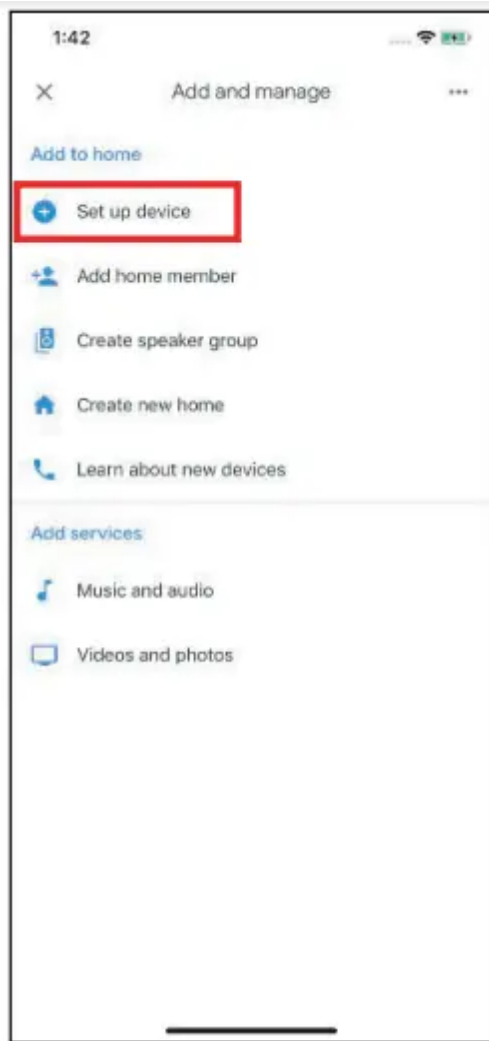 1:42
Add and manage
Add to home
Set up device
Add home member
Create speaker group
Create new home
Learn about new devices
Add services
Music and audio
Videos and photos